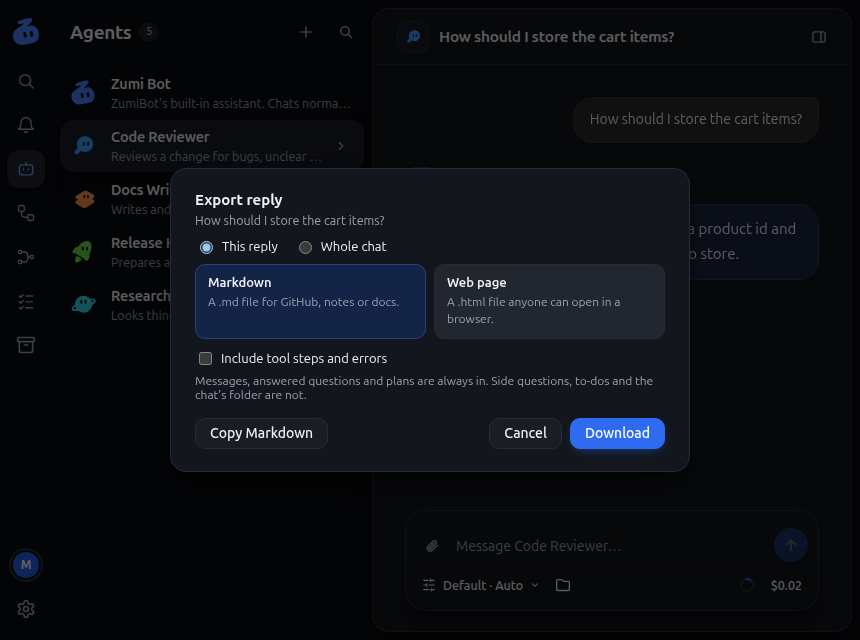 Agents 5
Zumi Bot
ZumiBot's built-in assistant. Chats norma…
Code Reviewer
Reviews a change for bugs, unclear …
Docs Wri
Writes and
Release
Prepares a
Research
Looks thin
M
How should I store the cart items?
How should I store the cart items?
a product id and
o store.
Export reply
How should I store the cart items?
This reply Whole chat
Markdown
A .md file for GitHub, notes or docs.
Web page
A .html file anyone can open in a
browser.
Include tool steps and errors
Messages, answered questions and plans are always in. Side questions, to-dos and the
chat's folder are not.
Copy Markdown Cancel Download
Message Code Reviewer…
Default · Auto $0.02